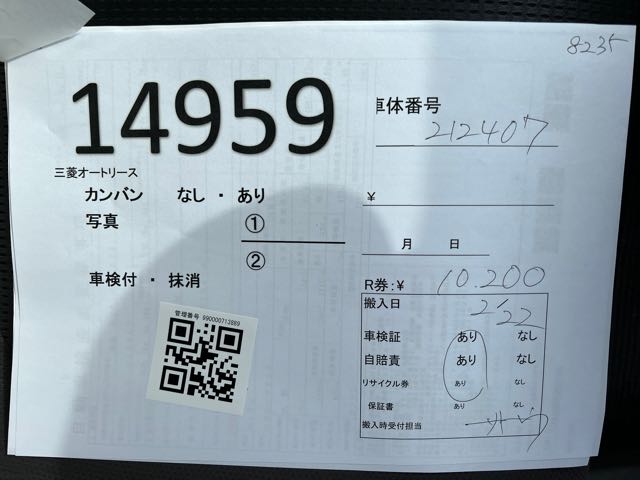 8235
14959
車体番号
212407
三菱オートリース
カンバン なし ・ あり
¥
写真 ①
②
月 日
車検付 ・ 抹消
R券:¥ 10.200
搬入日 2/22
管理番号 990000713889
車検証 あり なし
自賠責 あり なし
リサイクル券 あり なし
保証書 あり なし
搬入時受付担当